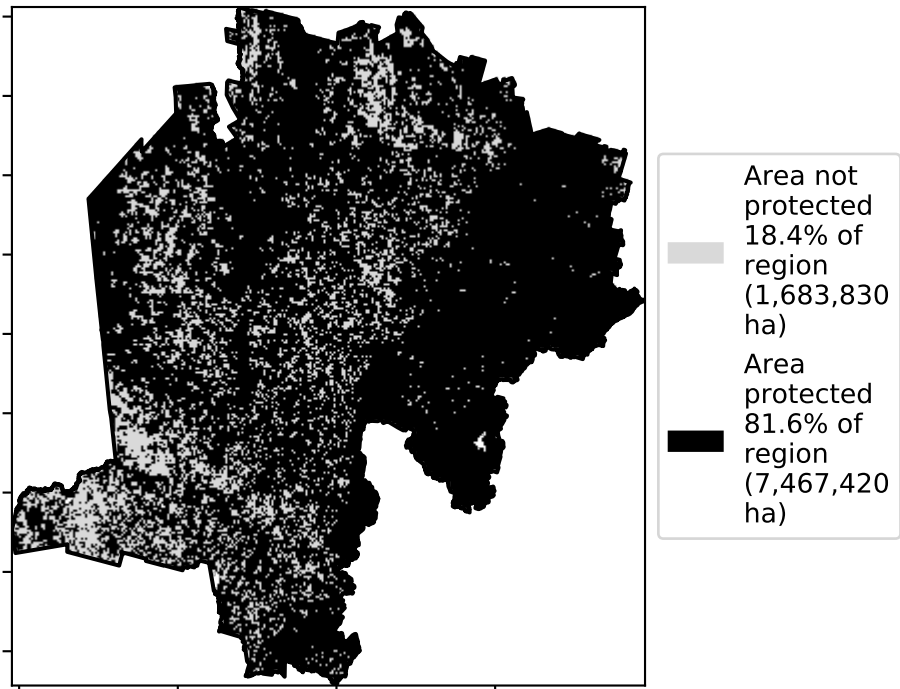 Area not
protected
18.4% of
region
(1,683,830
ha)
Area
protected
81.6% of
region
(7,467,420
ha)